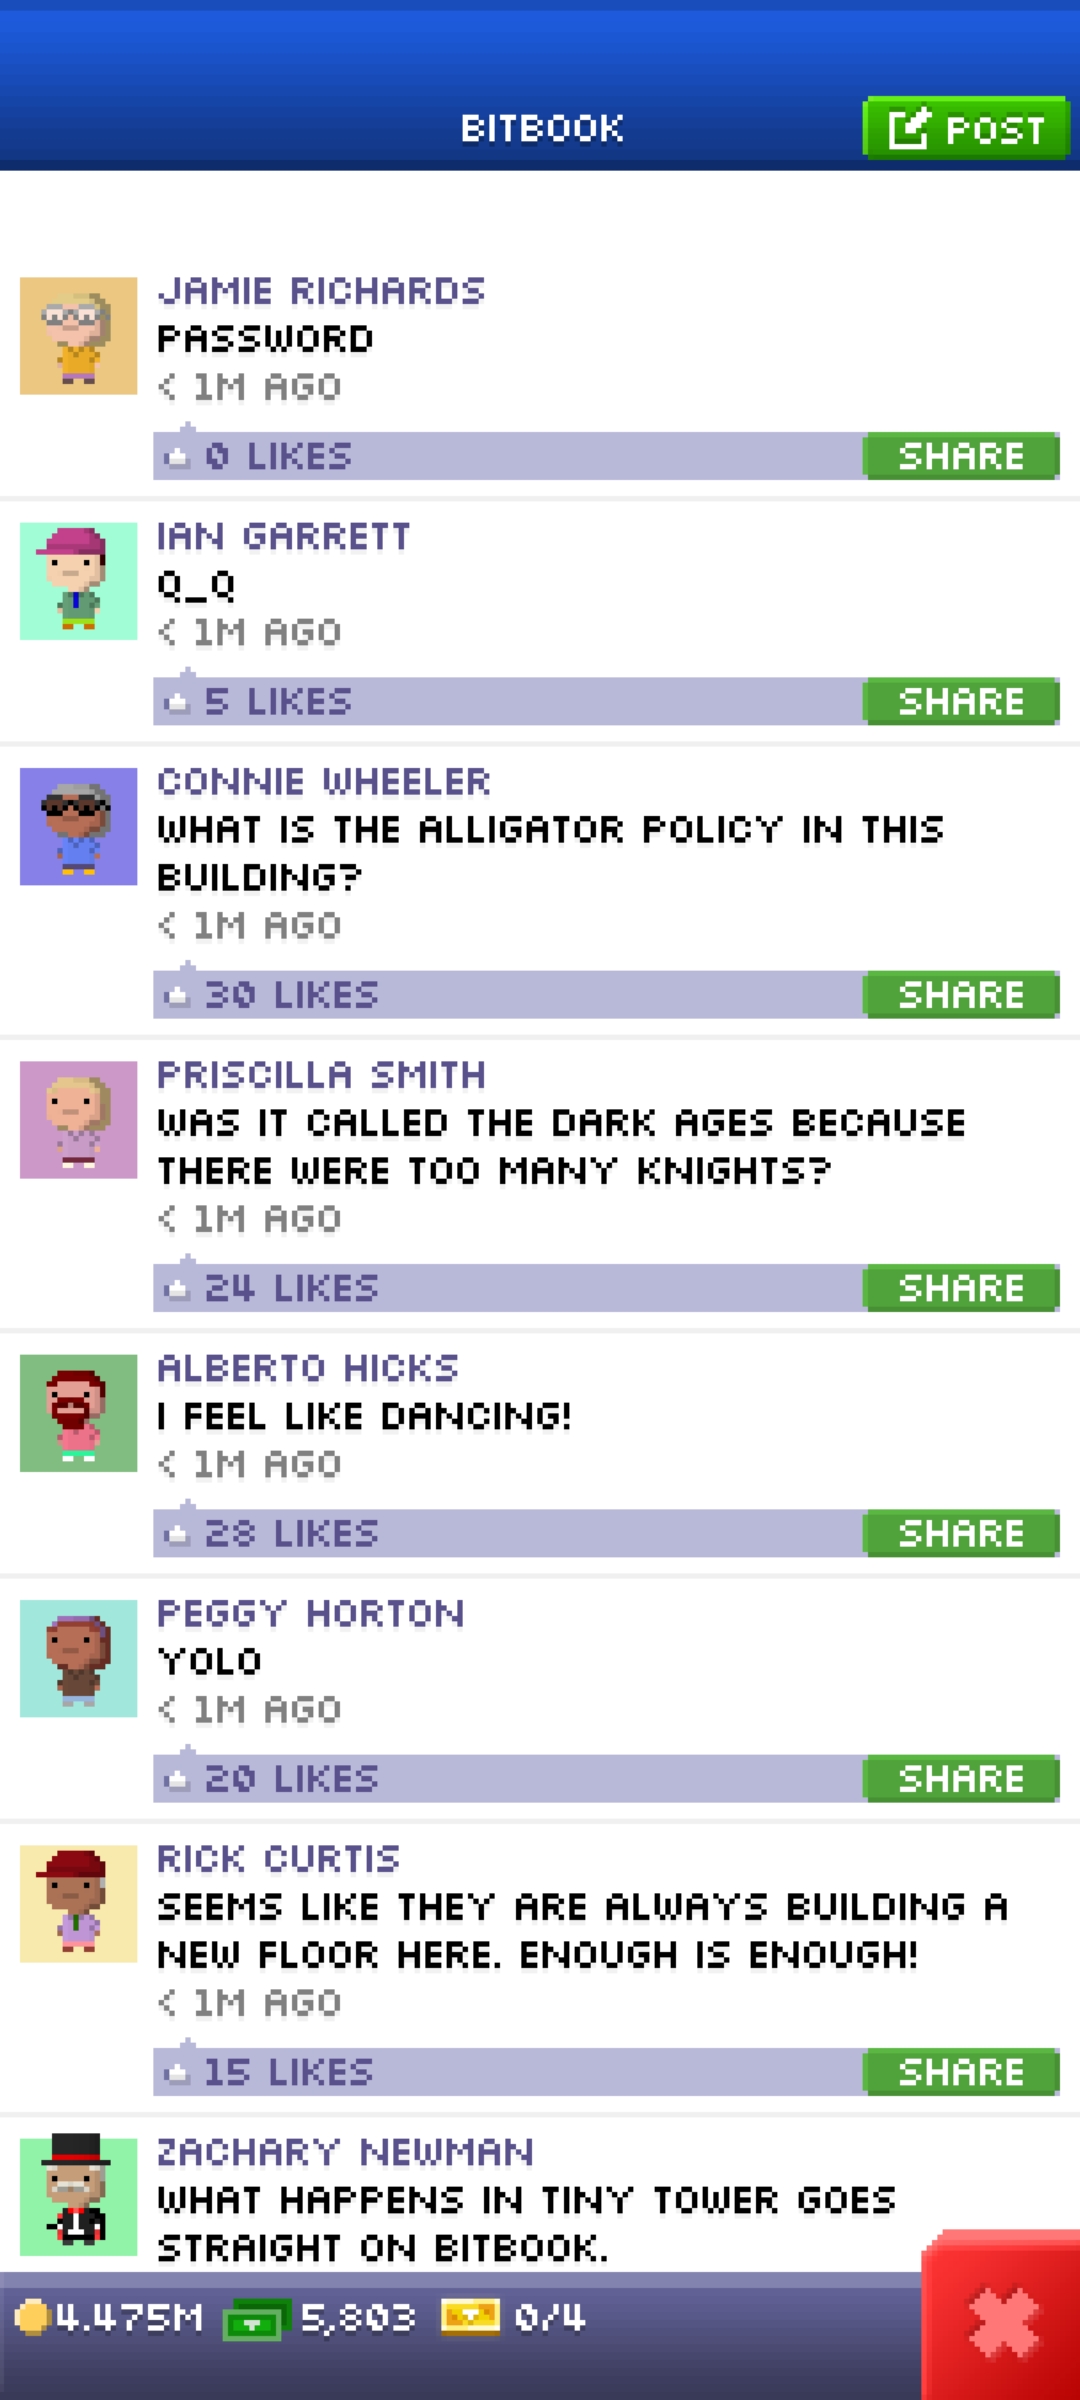 BITBOOK
POST
JAMIE RICHARDS
PASSWORD
< 1M AGO
0 LIKES
SHARE
IAN GARRETT
Q_Q
< 1M AGO
5 LIKES
SHARE
CONNIE WHEELER
WHAT IS THE ALLIGATOR POLICY IN THIS
BUILDING?
< 1M AGO
30 LIKES
SHARE
PRISCILLA SMITH
WAS IT CALLED THE DARK AGES BECAUSE
THERE WERE TOO MANY KNIGHTS?
< 1M AGO
24 LIKES
SHARE
ALBERTO HICKS
I FEEL LIKE DANCING!
< 1M AGO
28 LIKES
SHARE
PEGGY HORTON
YOLO
< 1M AGO
20 LIKES
SHARE
RICK CURTIS
SEEMS LIKE THEY ARE ALWAYS BUILDING A
NEW FLOOR HERE. ENOUGH IS ENOUGH!
< 1M AGO
15 LIKES
SHARE
ZACHARY NEWMAN
WHAT HAPPENS IN TINY TOWER GOES
STRAIGHT ON BITBOOK.
4.475M 5,803 0/4